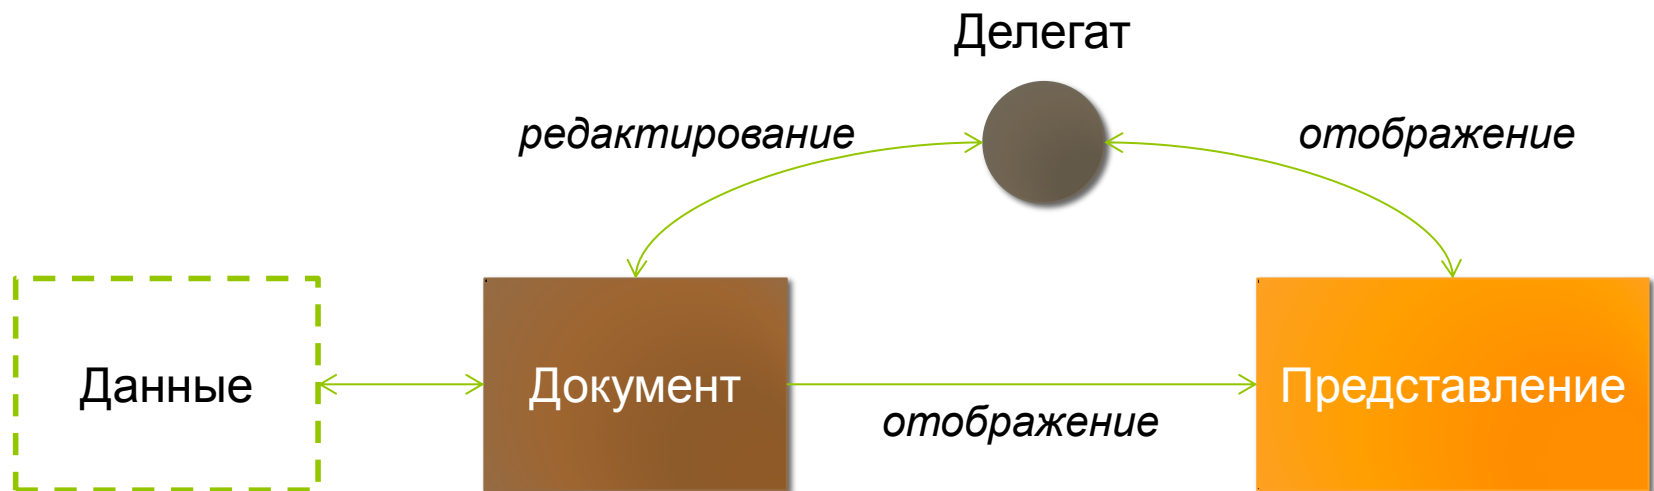 Делегат
редактирование
отображение
Данные
Документ
отображение
Представление